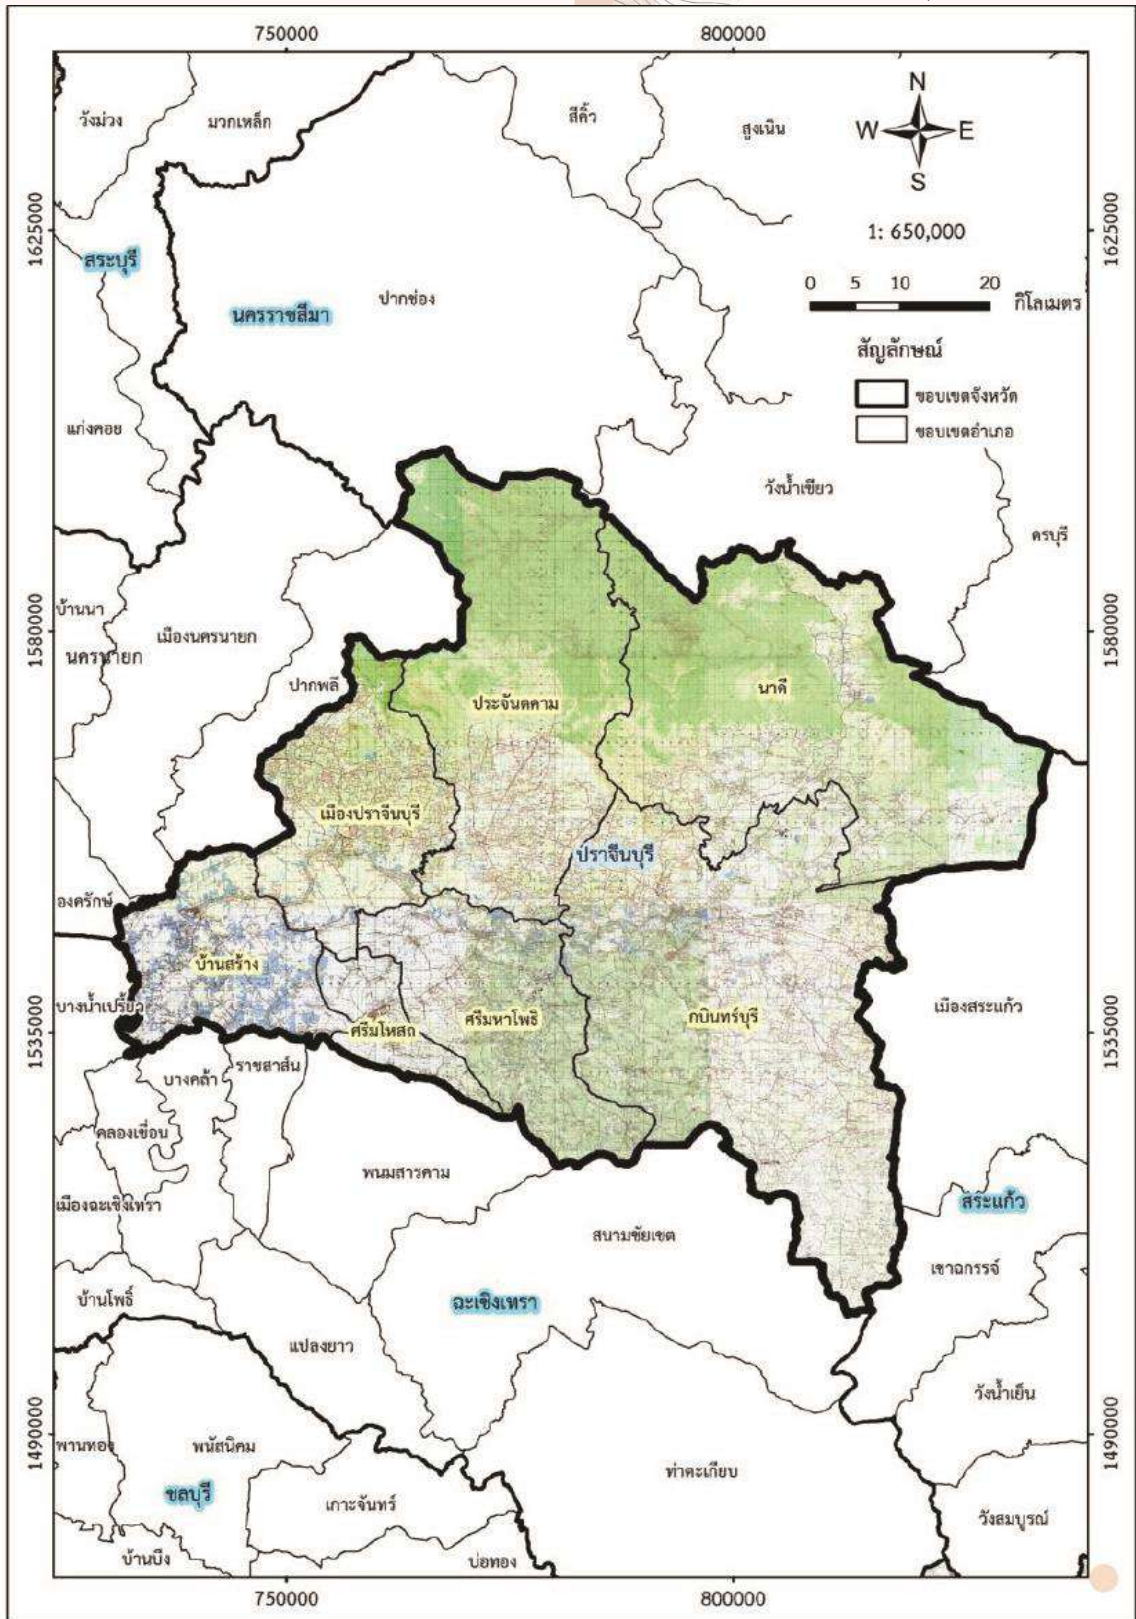 750000
800000
N
W
E
S
1: 650,000
0
5
10
20
กิโลเมตร
สัญลักษณ์
ขอบเขตจังหวัด
ขอบเขตอำเภอ
วังม่วง
มวกเหล็ก
สีคิ้ว
สูงเนิน
1625000
1625000
สระบุรี
นครราชสีมา
ปากช่อง
แก่งคอย
วังน้ำเขียว
ครบุรี
บ้านนา
เมืองนครนายก
นครนายก
1580000
1580000
ปากพลี
ประจันตคาม
นาดี
เมืองปราจีนบุรี
ปราจีนบุรี
องครักษ์
บ้านสร้าง
บางน้ำเปรี้ยว
ศรีมโหสถ
ศรีมหาโพธิ
กบินทร์บุรี
เมืองสระแก้ว
1535000
1535000
บางคล้า
ราชสาส์น
คลองเขื่อน
พนมสารคาม
เมืองฉะเชิงเทรา
สนามชัยเขต
สระแก้ว
เขาฉกรรจ์
บ้านโพธิ์
ฉะเชิงเทรา
แปลงยาว
วังน้ำเย็น
1490000
1490000
พานทอง
พนัสนิคม
ท่าตะเกียบ
ชลบุรี
เกาะจันทร์
วังสมบูรณ์
บ้านบึง
บ่อทอง
750000
800000